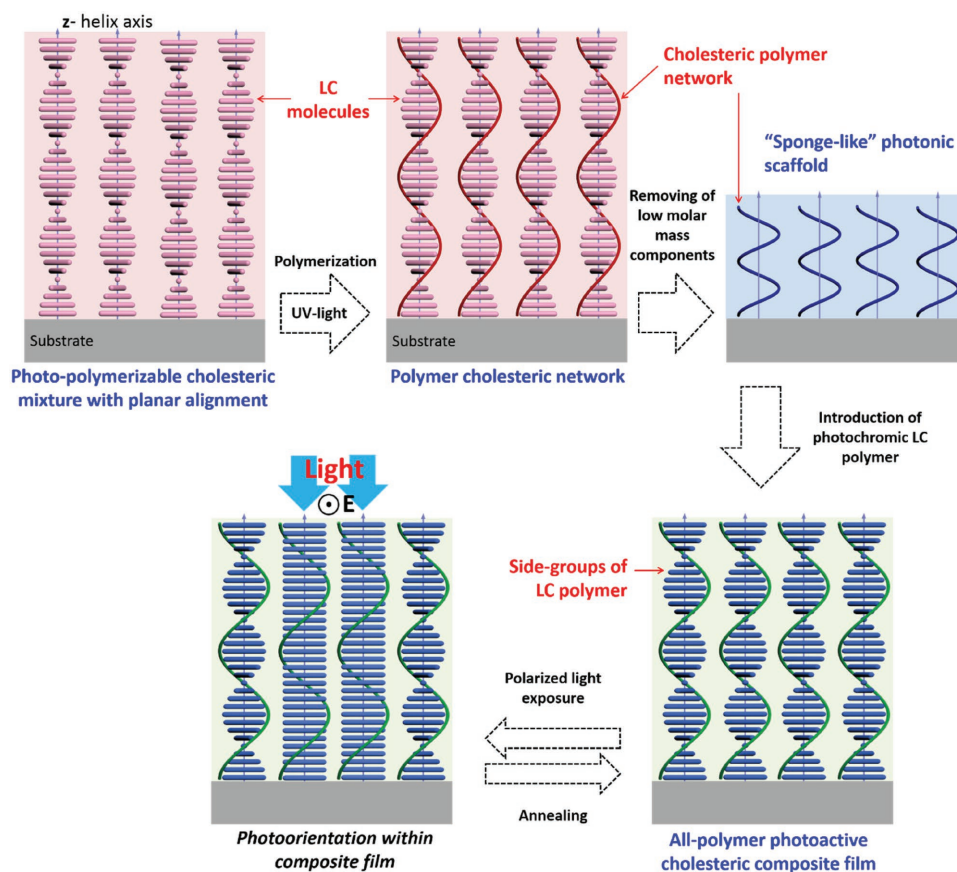 z- helix axis
LC
molecules
Cholesteric polymer
network
“Sponge-like” photonic
scaffold
Removing of
low molar
mass
components
Polymerization
UV-light
Substrate
Substrate
Photo-polymerizable cholesteric
mixture with planar alignment
Polymer cholesteric network
Introduction of
photochromic LC
polymer
Light
E
Side-groups of
LC polymer
Polarized light
exposure
Annealing
Photoorientation within
composite film
All-polymer photoactive
cholesteric composite film